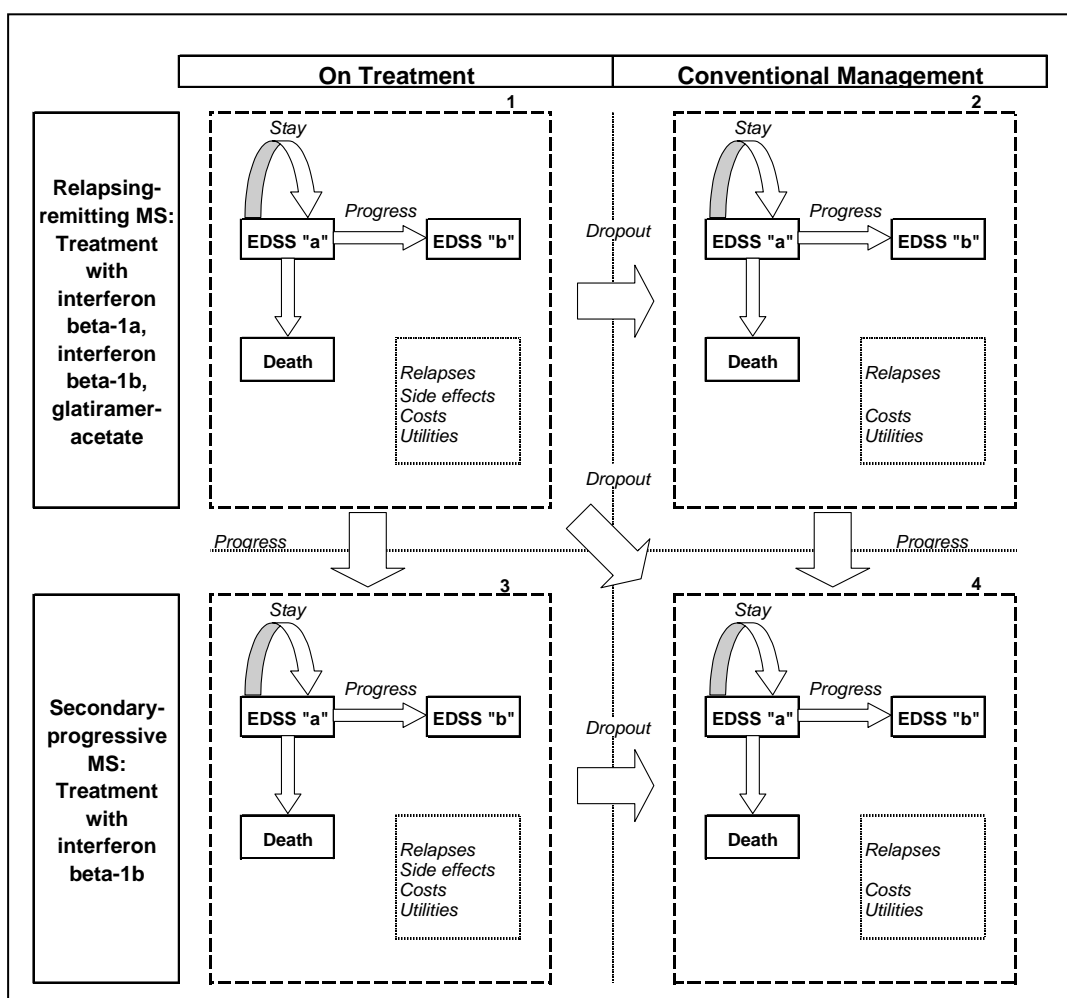 On Treatment
Conventional Management
Relapsing-
remitting MS:
Treatment
with
interferon
beta-1a,
interferon
beta-1b,
glatiramer-
acetate
1
Stay
Progress
EDSS "a"
EDSS "b"
Death
Relapses
Side effects
Costs
Utilities
Dropout
2
Stay
Progress
EDSS "a"
EDSS "b"
Death
Relapses
Costs
Utilities
Dropout
Progress
Progress
Secondary-
progressive
MS:
Treatment
with
interferon
beta-1b
3
Stay
Progress
EDSS "a"
EDSS "b"
Death
Relapses
Side effects
Costs
Utilities
Dropout
4
Stay
Progress
EDSS "a"
EDSS "b"
Death
Relapses
Costs
Utilities